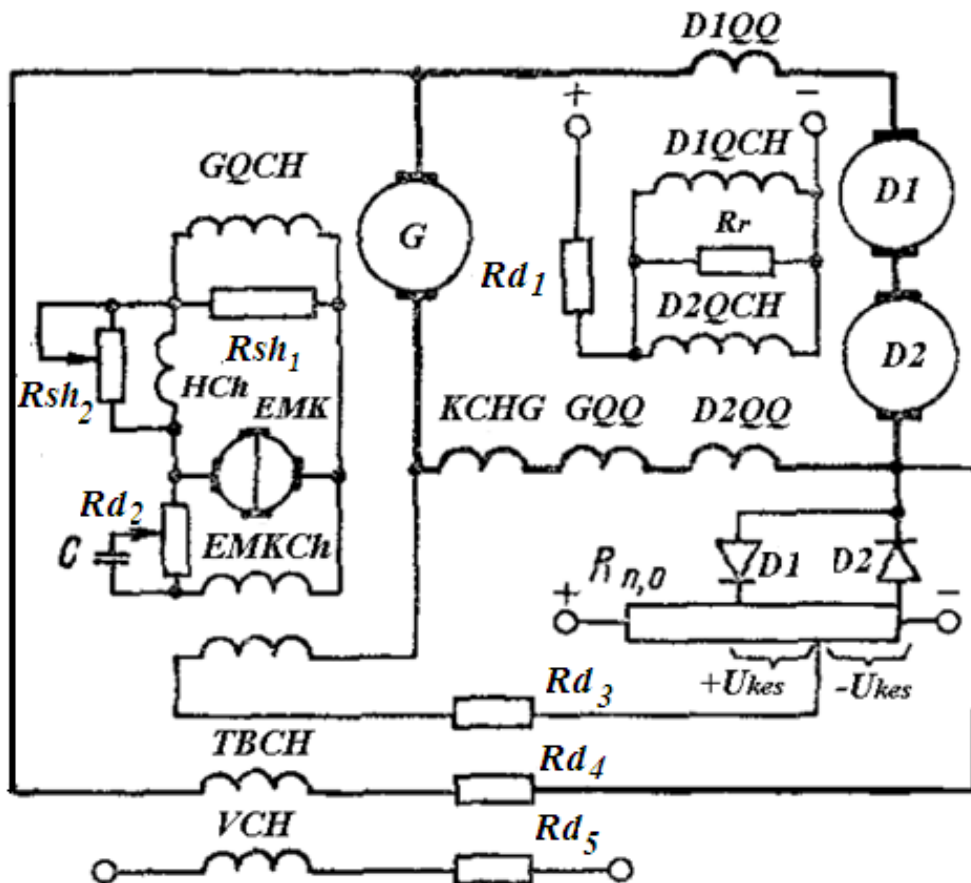 D1QQ
+
−
GQCH
D1QCH
D1
G
Rr
Rd1
D2QCH
D2
Rsh1
HCh
Rsh2
EMK
KCHG GQQ D2QQ
Rd2
C
EMKCh
D1 D2
Rn,0
+
−
+Ukes -Ukes
Rd3
TBCH
Rd4
VCH
Rd5